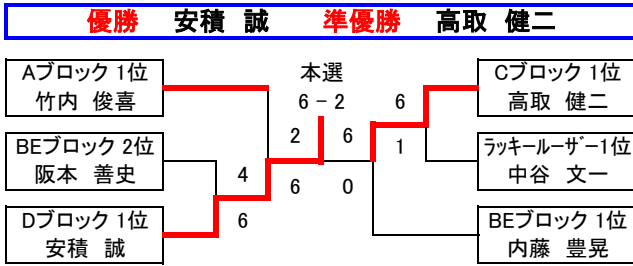 優勝 安積 誠 準優勝 高取 健二
本選
6 – 2
Aブロック 1位
竹内 俊喜
BEブロック 2位
阪本 善史
Dブロック 1位
安積 誠
4
6
2
6
6
0
6
1
Cブロック 1位
高取 健二
ラッキールーザー1位
中谷 文一
BEブロック 1位
内藤 豊晃